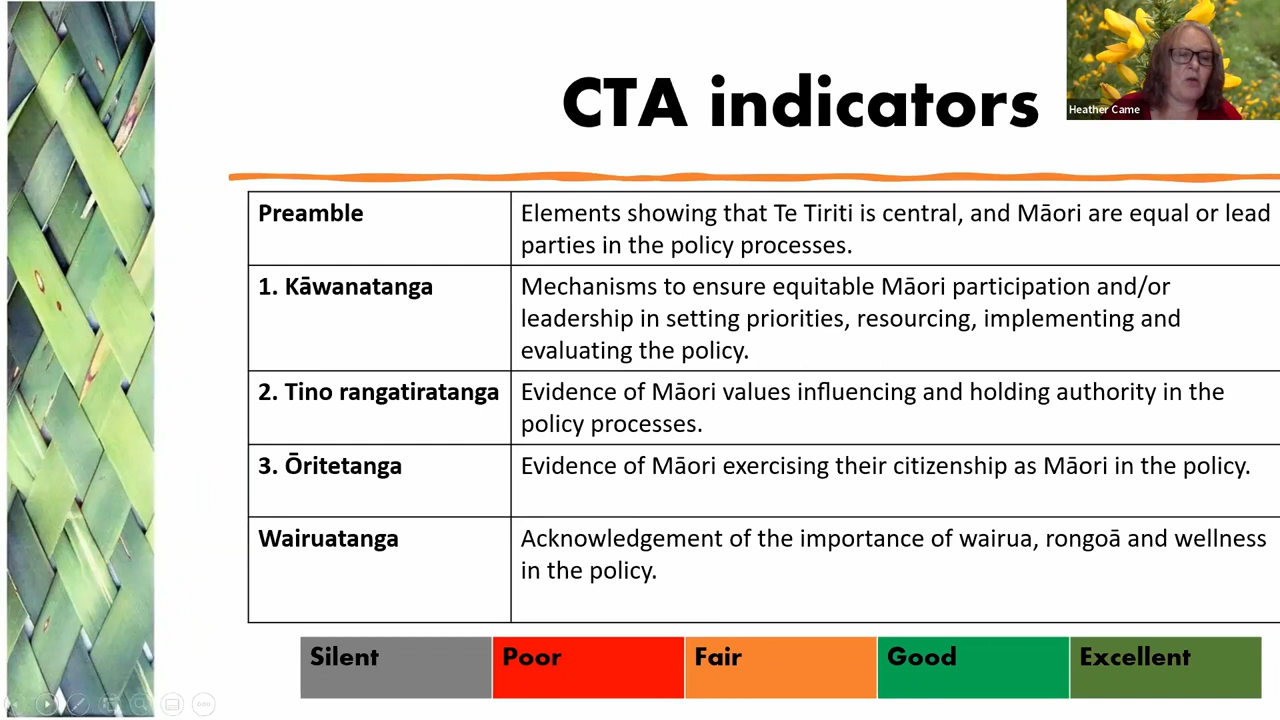 CTA indicators
Heather Came
Preamble
Elements showing that Te Tiriti is central, and Māori are equal or lead
parties in the policy processes.
1. Kāwanatanga
Mechanisms to ensure equitable Māori participation and/or
leadership in setting priorities, resourcing, implementing and
evaluating the policy.
2. Tino rangatiratanga
Evidence of Māori values influencing and holding authority in the
policy processes.
3. Ōritetanga
Evidence of Māori exercising their citizenship as Māori in the policy.
Wairuatanga
Acknowledgement of the importance of wairua, rongoā and wellness
in the policy.
Silent
Poor
Fair
Good
Excellent